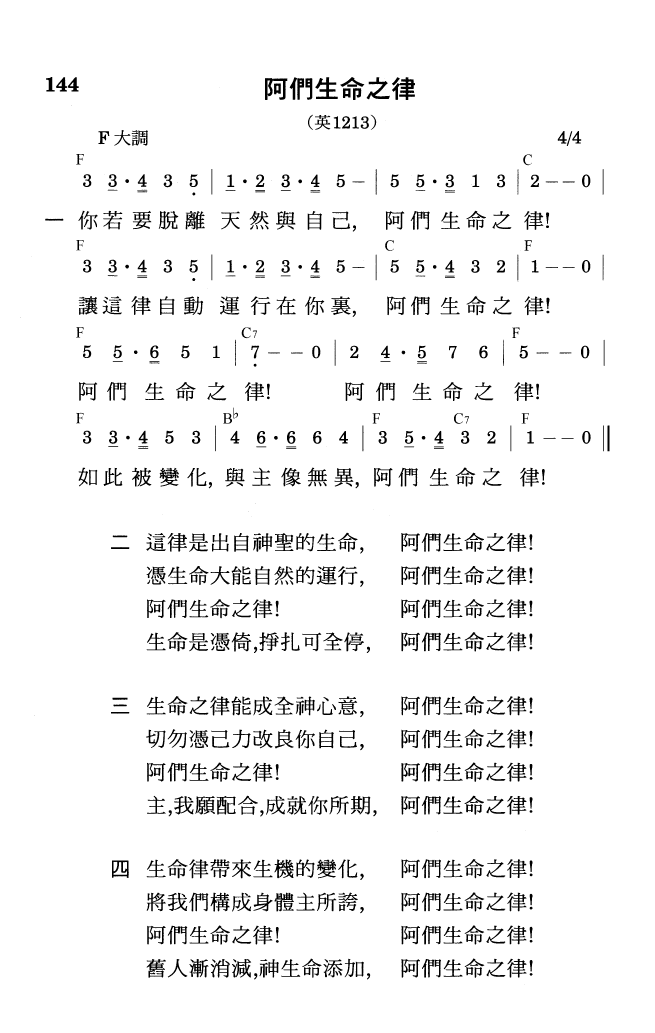 144
阿們生命之律
(英1213)
F 大調 4/4
F C
3 3·4 3 5 | 1·2 3·4 5 – | 5 5·3 1 3 | 2 – – 0 |
一 你若要脫離 天然與自己, 阿們生命之律!
F C F
3 3·4 3 5 | 1·2 3·4 5 – | 5 5·4 3 2 | 1 – – 0 |
讓這律自動 運行在你裏, 阿們生命之律!
F C7 F
5 5·6 5 1 | 7 – – 0 | 2 4·5 7 6 | 5 – – 0 |
阿們生命之律! 阿們生命之律!
F B♭ F C7 F
3 3·4 5 3 | 4 6·6 6 4 | 3 5·4 3 2 | 1 – – 0 ‖
如此被變化, 與主像無異, 阿們生命之律!
二 這律是出自神聖的生命, 阿們生命之律!
憑生命大能自然的運行, 阿們生命之律!
阿們生命之律! 阿們生命之律!
生命是憑倚,掙扎可全停, 阿們生命之律!
三 生命之律能成全神心意, 阿們生命之律!
切勿憑己力改良你自己, 阿們生命之律!
阿們生命之律! 阿們生命之律!
主,我願配合,成就你所期, 阿們生命之律!
四 生命律帶來生機的變化, 阿們生命之律!
將我們構成身體主所誇, 阿們生命之律!
阿們生命之律! 阿們生命之律!
舊人漸消減,神生命添加, 阿們生命之律!